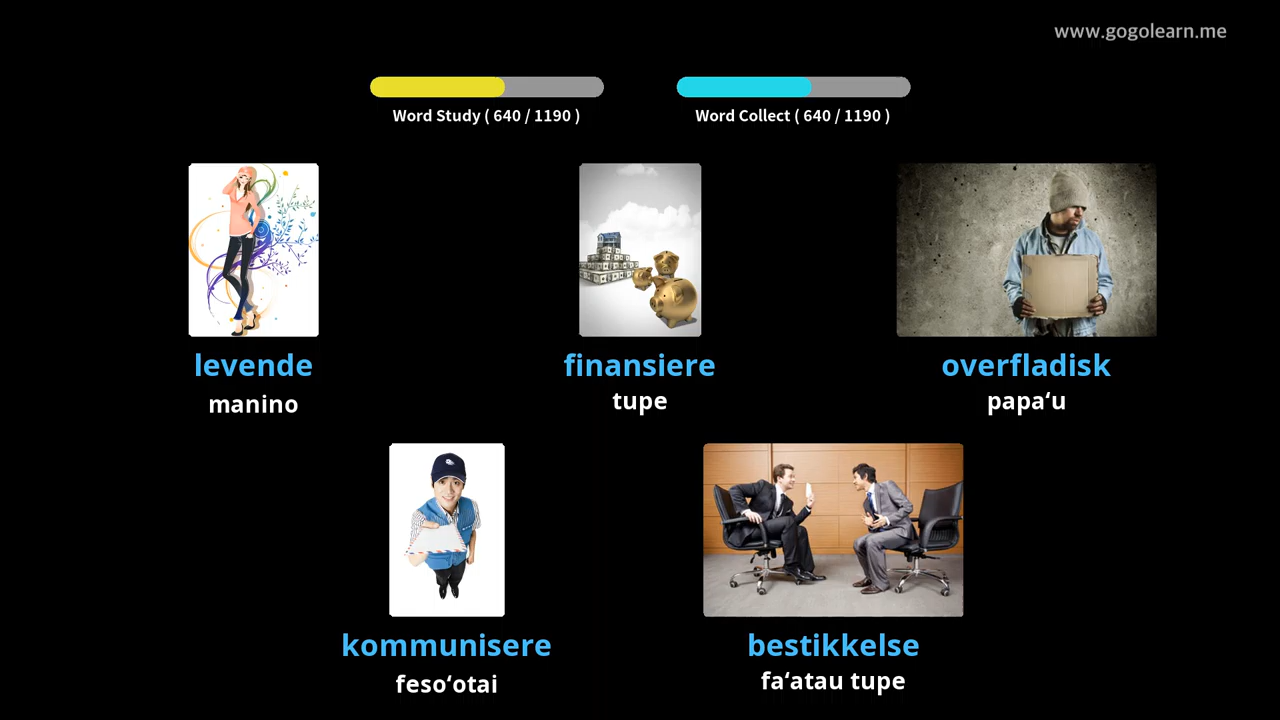 www.gogolearn.me
Word Study ( 640 / 1190 )
Word Collect ( 640 / 1190 )
levende
manino
finansiere
tupe
overfladisk
papaʻu
kommunisere
fesoʻotai
bestikkelse
faʻatau tupe